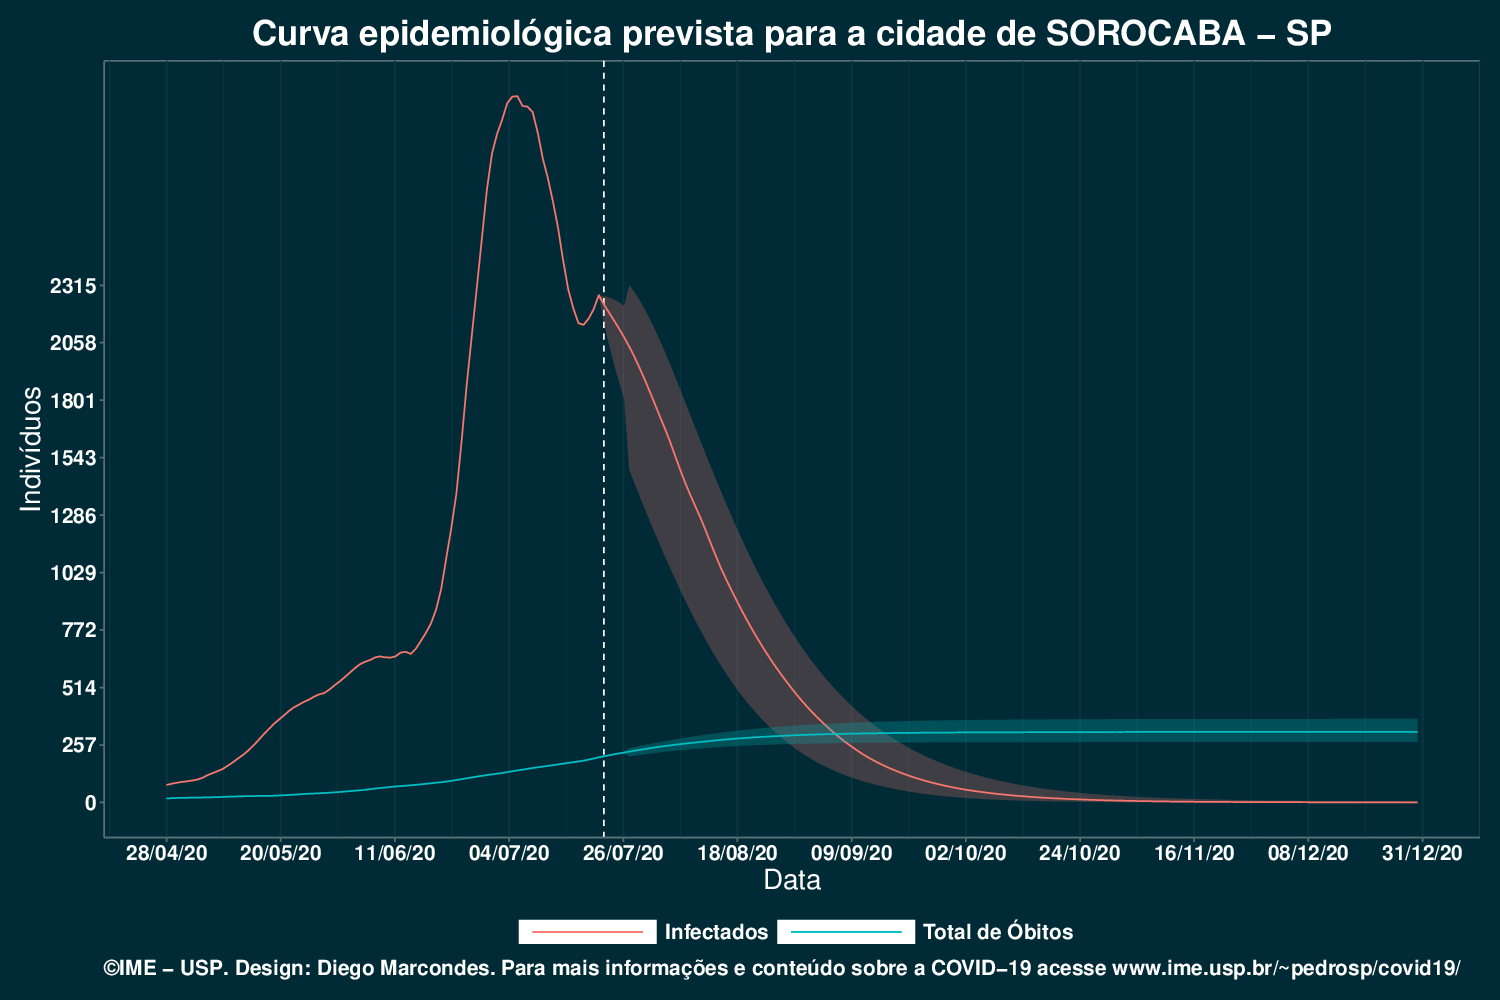 Curva epidemiológica prevista para a cidade de SOROCABA − SP
Indivíduos
2315
2058
1801
1543
1286
1029
772
514
257
0
28/04/20 20/05/20 11/06/20 04/07/20 26/07/20 18/08/20 09/09/20 02/10/20 24/10/20 16/11/20 08/12/20 31/12/20
Data
Infectados Total de Óbitos
©IME − USP. Design: Diego Marcondes. Para mais informações e conteúdo sobre a COVID−19 acesse www.ime.usp.br/~pedrosp/covid19/